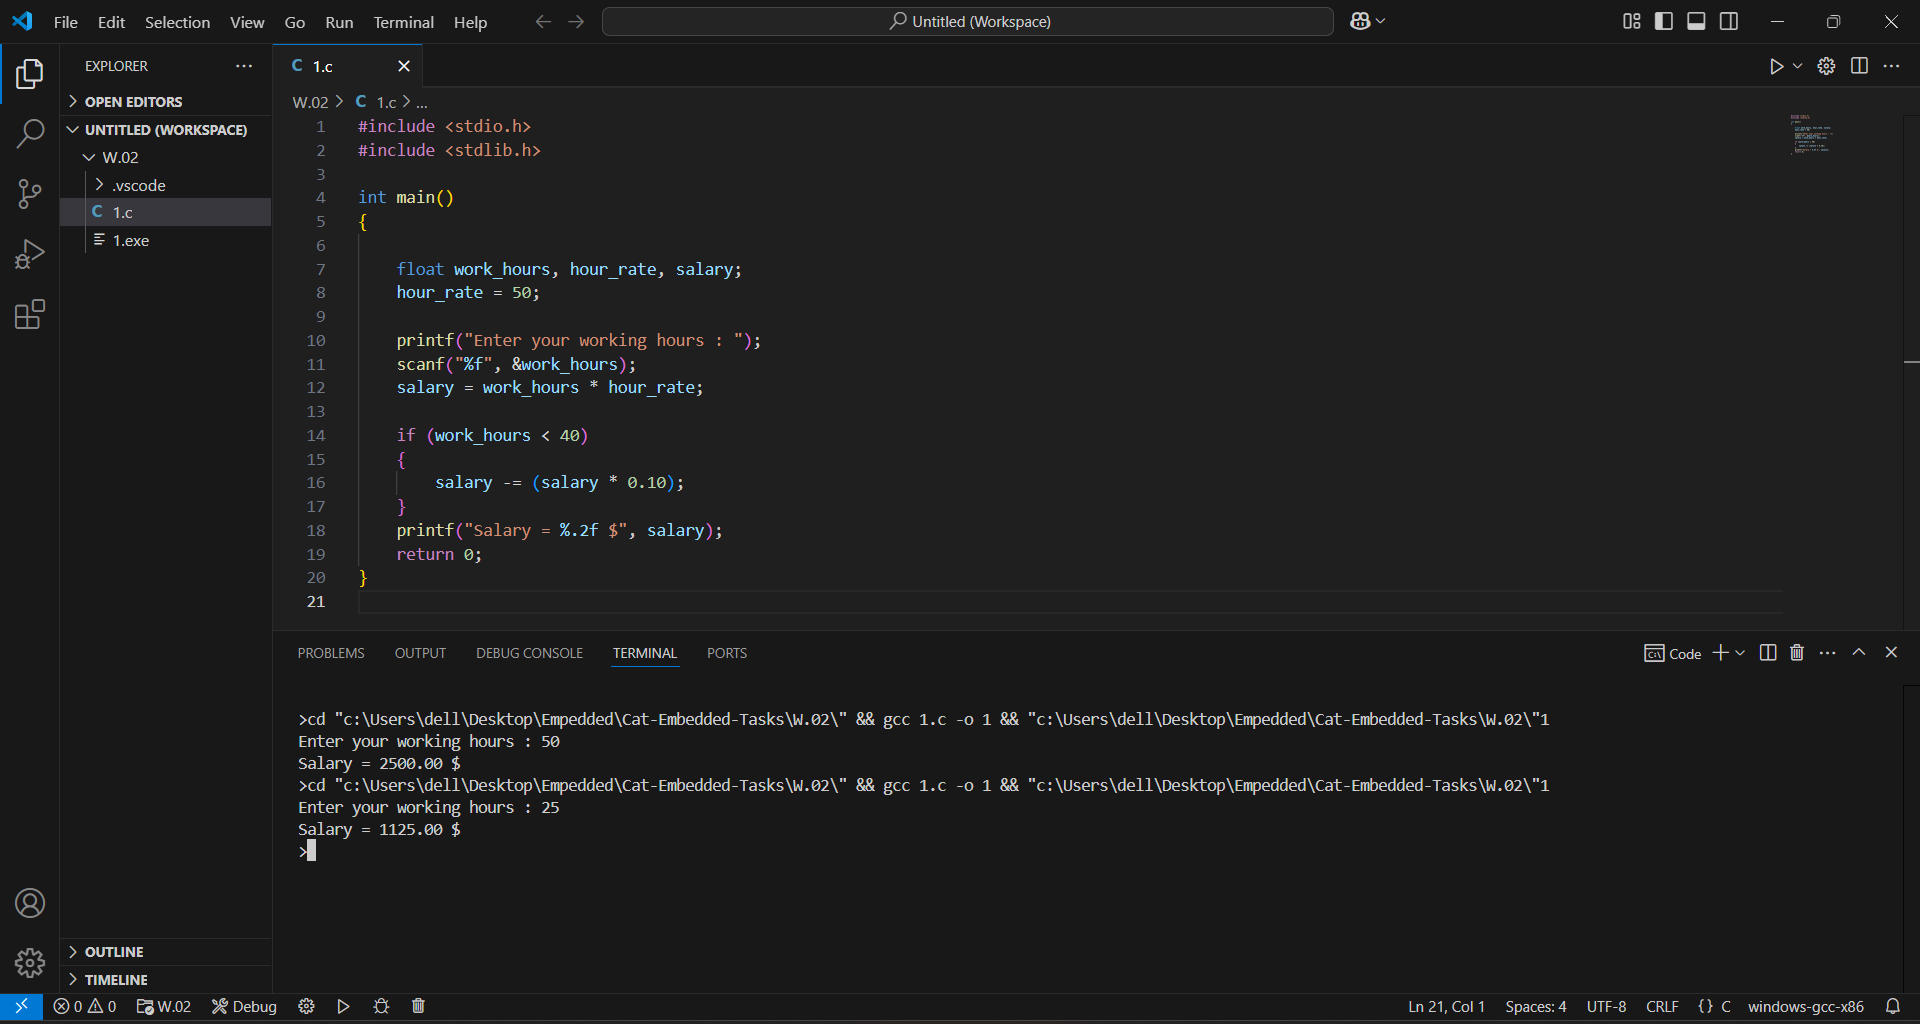 File Edit Selection View Go Run Terminal Help Untitled (Workspace)
EXPLORER
OPEN EDITORS
UNTITLED (WORKSPACE)
W.02
.vscode
C 1.c
1.exe
OUTLINE
TIMELINE
C 1.c
W.02 > C 1.c > ...
1 #include <stdio.h>
2 #include <stdlib.h>
3
4 int main()
5 {
6
7 float work_hours, hour_rate, salary;
8 hour_rate = 50;
9
10 printf("Enter your working hours : ");
11 scanf("%f", &work_hours);
12 salary = work_hours * hour_rate;
13
14 if (work_hours < 40)
15 {
16 salary -= (salary * 0.10);
17 }
18 printf("Salary = %.2f $", salary);
19 return 0;
20 }
21
PROBLEMS OUTPUT DEBUG CONSOLE TERMINAL PORTS Code
>cd "c:\Users\dell\Desktop\Empedded\Cat-Embedded-Tasks\W.02\" && gcc 1.c -o 1 && "c:\Users\dell\Desktop\Empedded\Cat-Embedded-Tasks\W.02\"1
Enter your working hours : 50
Salary = 2500.00 $
>cd "c:\Users\dell\Desktop\Empedded\Cat-Embedded-Tasks\W.02\" && gcc 1.c -o 1 && "c:\Users\dell\Desktop\Empedded\Cat-Embedded-Tasks\W.02\"1
Enter your working hours : 25
Salary = 1125.00 $
>
0 0 W.02 Debug Ln 21, Col 1 Spaces: 4 UTF-8 CRLF {} C windows-gcc-x86